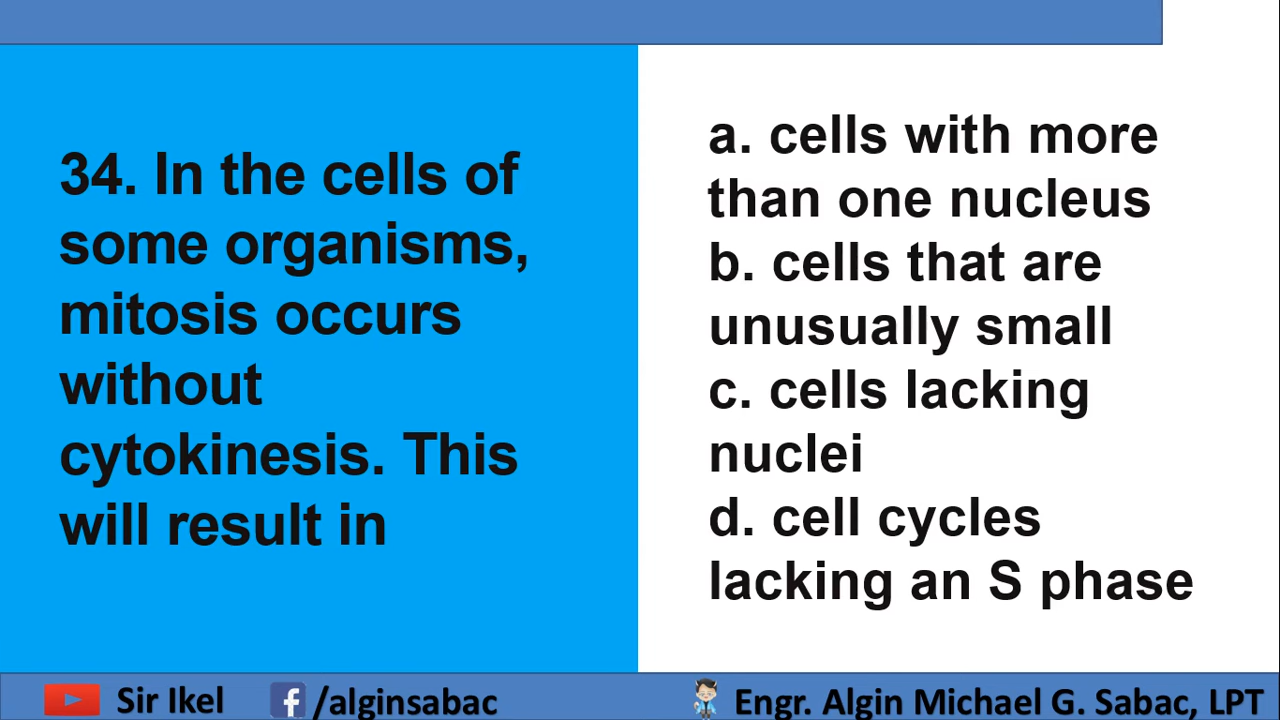 34. In the cells of
some organisms,
mitosis occurs
without
cytokinesis. This
will result in
a. cells with more
than one nucleus
b. cells that are
unusually small
c. cells lacking
nuclei
d. cell cycles
lacking an S phase
Sir Ikel
f /alginsabac
Engr. Algin Michael G. Sabac, LPT